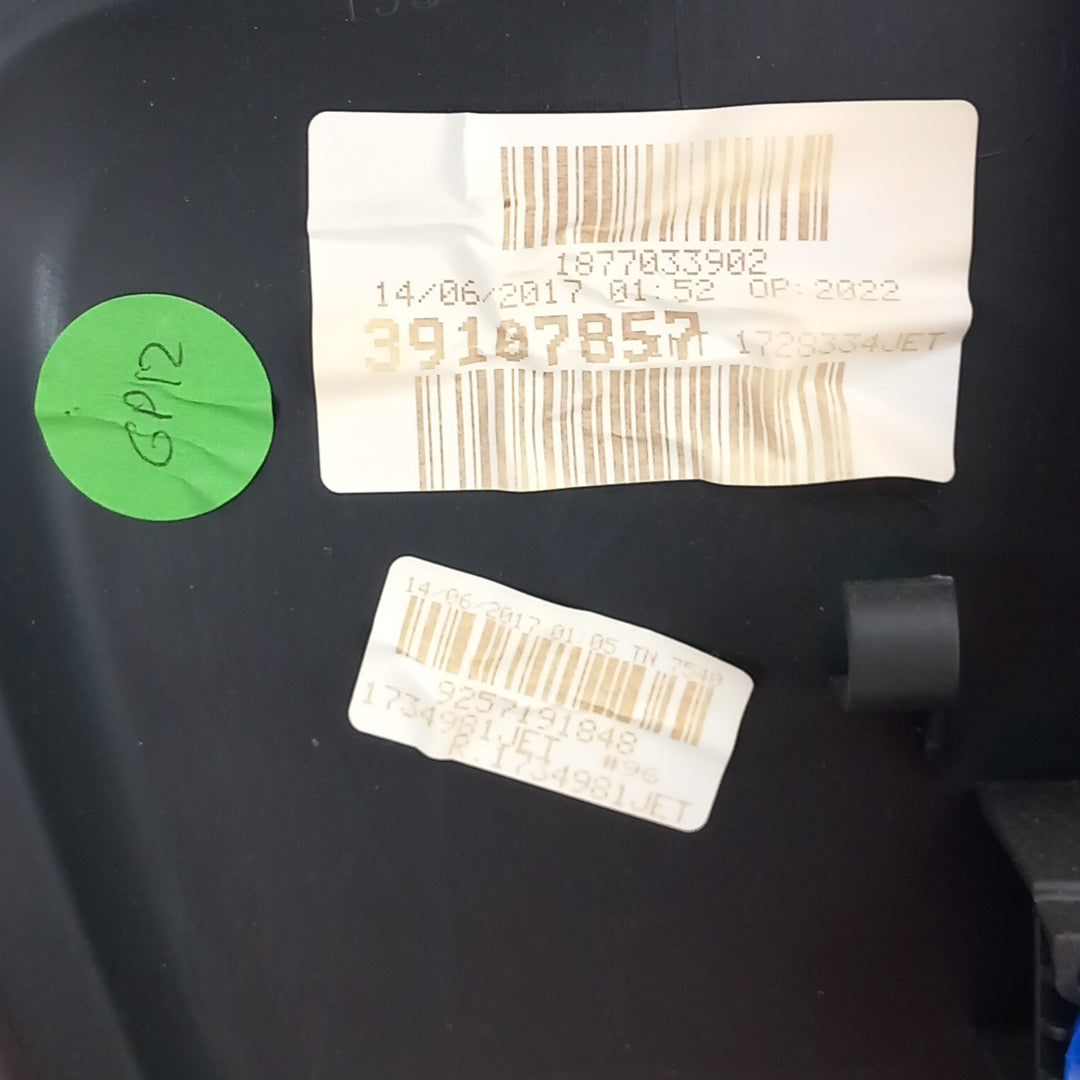 1877033902
14/06/2017 01:52 OP:2022
39107857 1728334JET
GP12
14/06/2017 01:05 TN 7540
9257191848
1734981JET #96
R.1734981JET